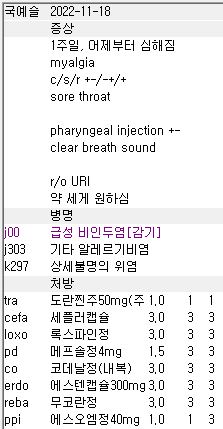 국예슬 2022-11-18
증상
1주일, 어제부터 심해짐
myalgia
c/s/r +-/-+/+
sore throat
pharyngeal injection +-
clear breath sound
r/o URI
약 세게 원하심
병명
j00 급성 비인두염[감기]
j303 기타 알레르기비염
k297 상세불명의 위염
처방
tra 도란찐주50mg(주 1.0 1 1
cefa 세플러캡슐 3.0 3 3
loxo 록스파인정 3.0 3 3
pd 메프솔정4mg 1.5 3 3
co 코데날정(내복) 3.0 3 3
erdo 에스텐캡슐300mg 3.0 3 3
reba 무코란정 3.0 3 3
ppi 에스오엠정40mg 1.0 1 3